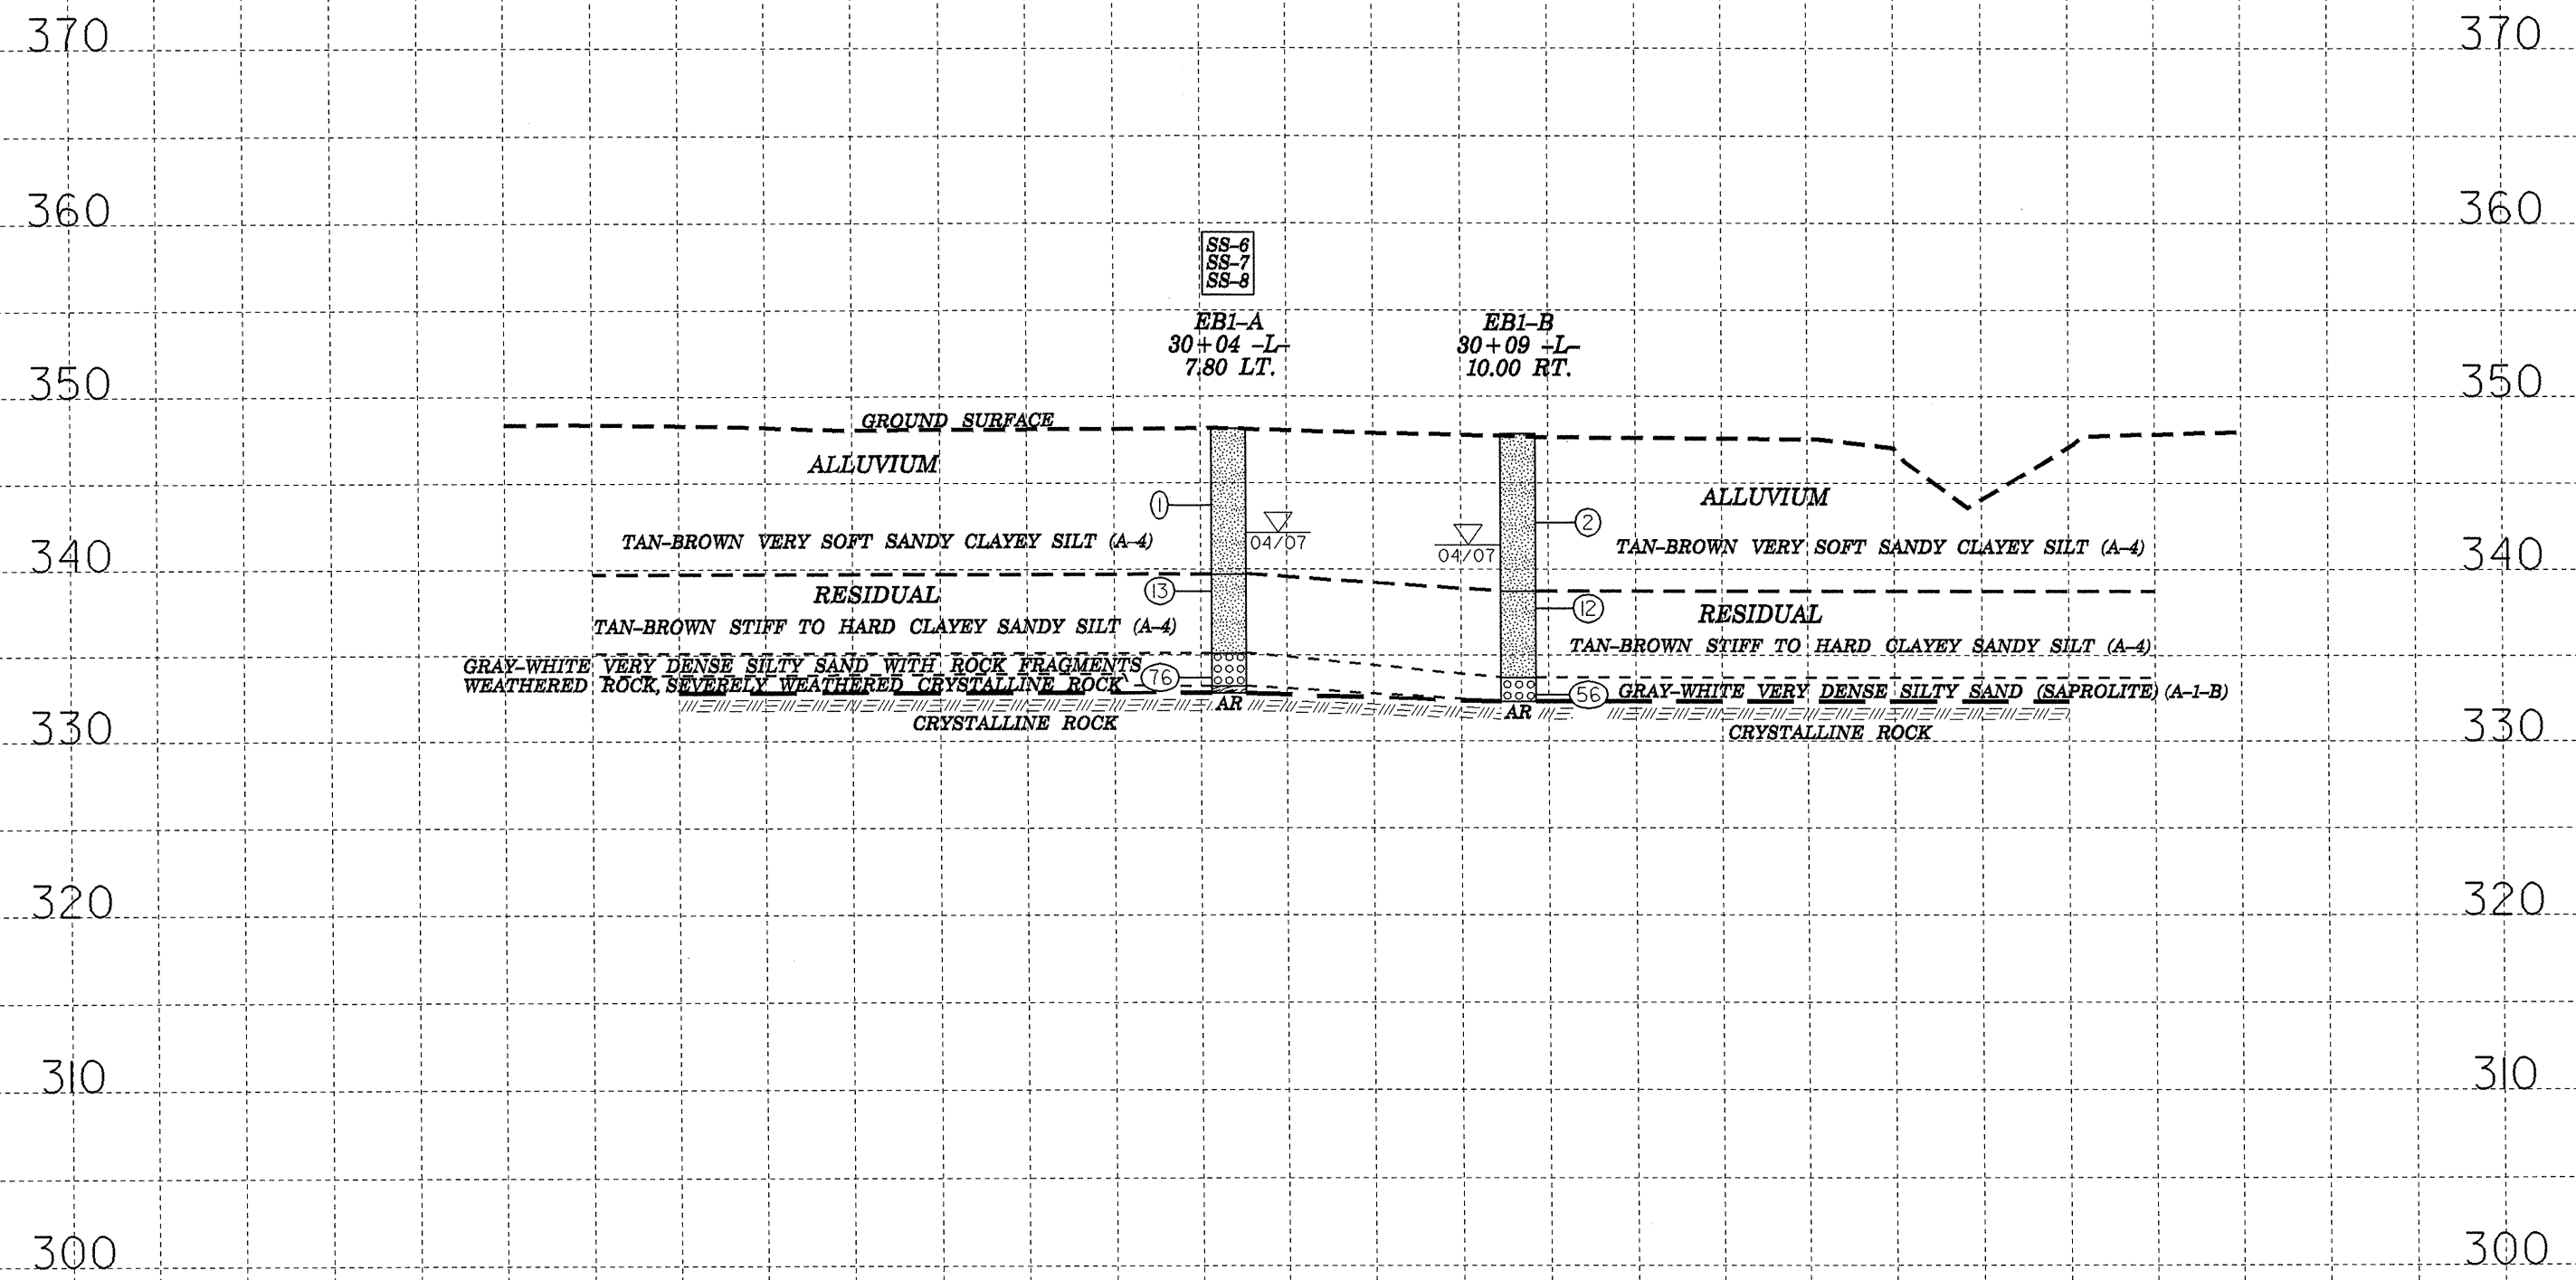 370 370
360 360
SS-6
SS-7
SS-8
EB1-A
30+04 -L-
7.80 LT.
EB1-B
30+09 -L-
10.00 RT.
350 350
GROUND SURFACE
ALLUVIUM
1
04/07
TAN-BROWN VERY SOFT SANDY CLAYEY SILT (A-4)
04/07
2
ALLUVIUM
TAN-BROWN VERY SOFT SANDY CLAYEY SILT (A-4)
340 340
RESIDUAL
13
TAN-BROWN STIFF TO HARD CLAYEY SANDY SILT (A-4)
12
RESIDUAL
TAN-BROWN STIFF TO HARD CLAYEY SANDY SILT (A-4)
GRAY-WHITE VERY DENSE SILTY SAND WITH ROCK FRAGMENTS
76
WEATHERED ROCK, SEVERELY WEATHERED CRYSTALLINE ROCK
56
GRAY-WHITE VERY DENSE SILTY SAND (SAPROLITE) (A-1-B)
AR
AR
CRYSTALLINE ROCK
CRYSTALLINE ROCK
330 330
320 320
310 310
300 300